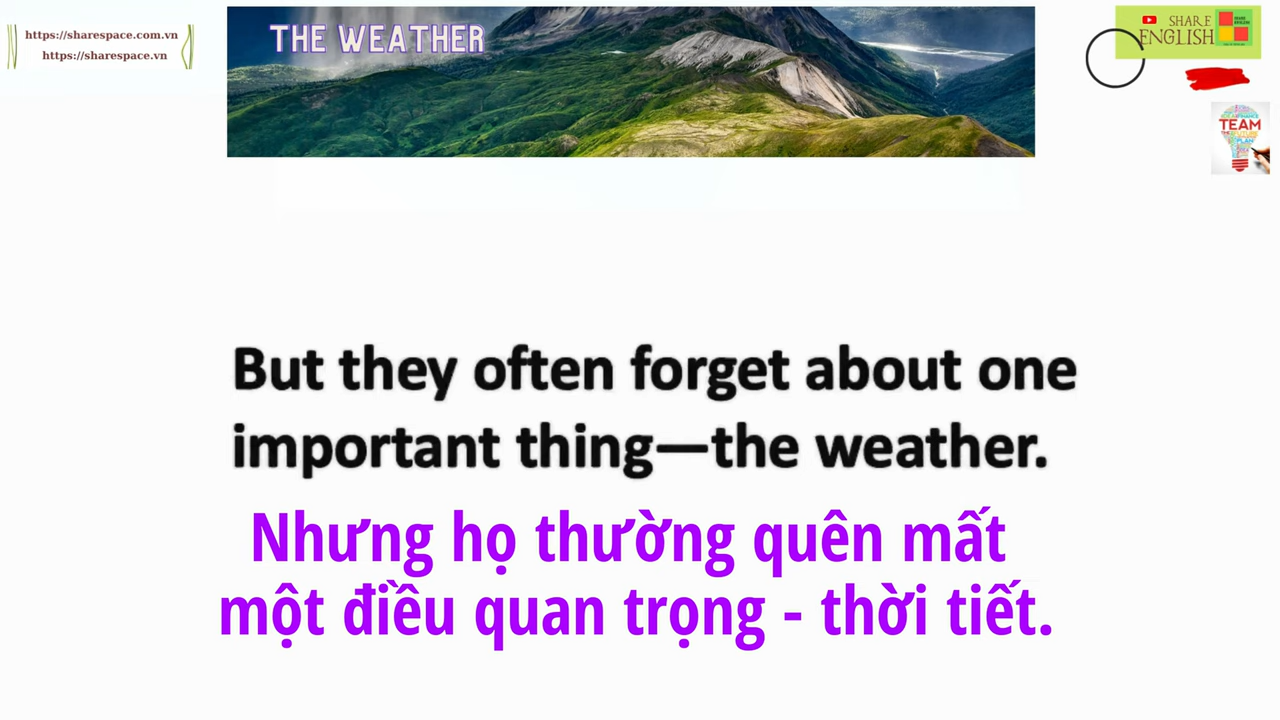 https://sharespace.com.vn
https://sharespace.vn
THE WEATHER
SHARE
ENGLISH
TEAM
PLAN
But they often forget about one
important thing—the weather.
Nhưng họ thường quên mất
một điều quan trọng - thời tiết.